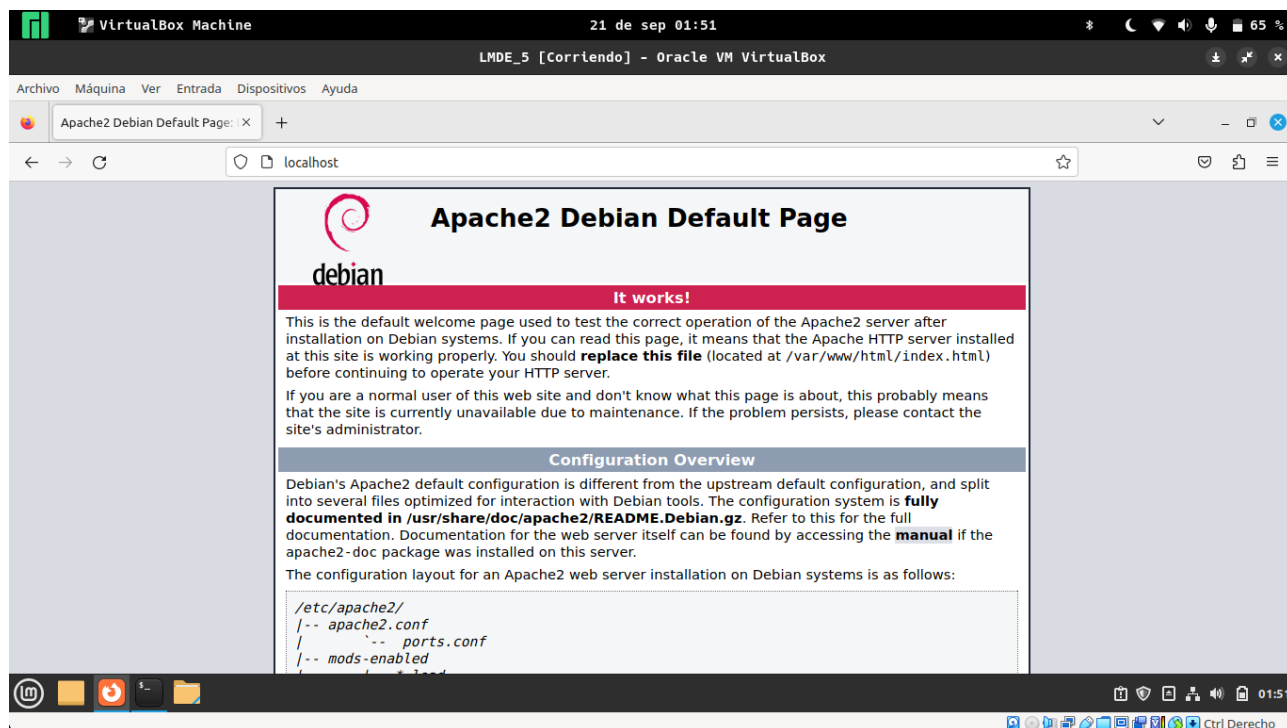 VirtualBox Machine
21 de sep 01:51
65 %
LMDE_5 [Corriendo] - Oracle VM VirtualBox
Archivo Máquina Ver Entrada Dispositivos Ayuda
Apache2 Debian Default Page:
localhost
debian
Apache2 Debian Default Page
It works!
This is the default welcome page used to test the correct operation of the Apache2 server after
installation on Debian systems. If you can read this page, it means that the Apache HTTP server installed
at this site is working properly. You should replace this file (located at /var/www/html/index.html)
before continuing to operate your HTTP server.
If you are a normal user of this web site and don't know what this page is about, this probably means
that the site is currently unavailable due to maintenance. If the problem persists, please contact the
site's administrator.
Configuration Overview
Debian's Apache2 default configuration is different from the upstream default configuration, and split
into several files optimized for interaction with Debian tools. The configuration system is fully
documented in /usr/share/doc/apache2/README.Debian.gz. Refer to this for the full
documentation. Documentation for the web server itself can be found by accessing the manual if the
apache2-doc package was installed on this server.
The configuration layout for an Apache2 web server installation on Debian systems is as follows:
/etc/apache2/
|-- apache2.conf
|       `--  ports.conf
|-- mods-enabled
01:51
Ctrl Derecho